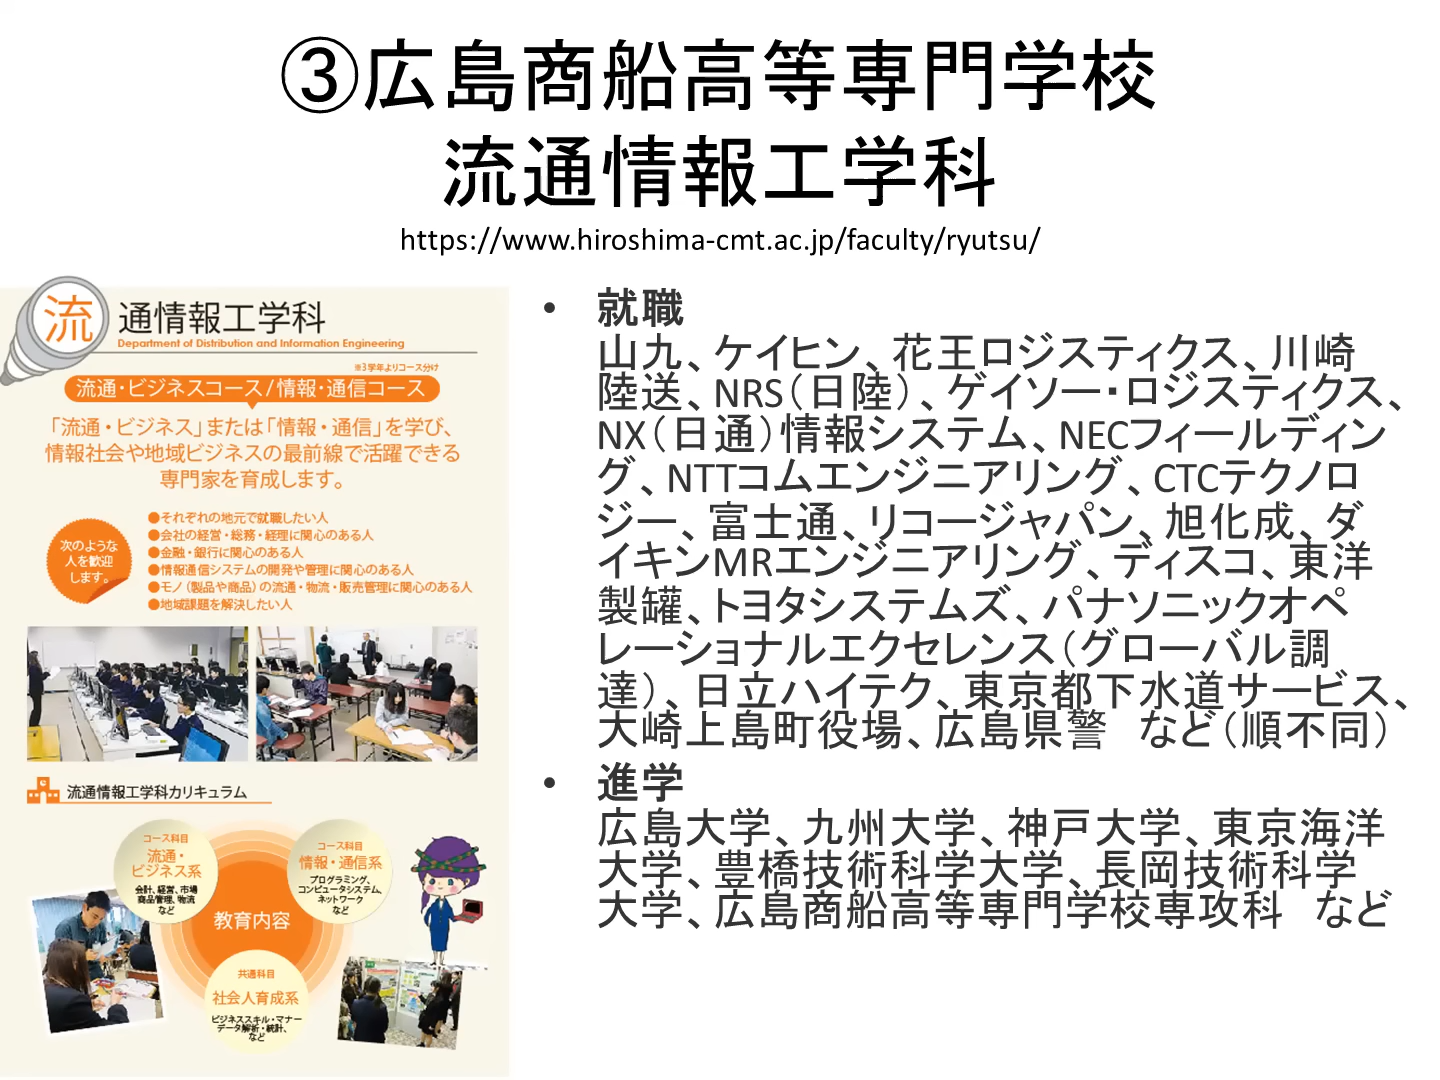 ③広島商船高等専門学校
流通情報工学科
https://www.hiroshima-cmt.ac.jp/faculty/ryutsu/
流通情報工学科
Department of Distribution and Information Engineering
※3学年よりコース分け
流通・ビジネスコース/情報・通信コース
「流通・ビジネス」または「情報・通信」を学び、
情報社会や地域ビジネスの最前線で活躍できる
専門家を育成します。
次のような
人を歓迎
します。
●それぞれの地元で就職したい人
●会社の経営・総務・経理に関心のある人
●金融・銀行に関心のある人
●情報通信システムの開発や管理に関心のある人
●モノ（製品や商品）の流通・物流・販売管理に関心のある人
●地域課題を解決したい人
流通情報工学科カリキュラム
コース科目
流通・
ビジネス系
会計、経営、市場
商品管理、物流
など
コース科目
情報・通信系
プログラミング、
コンピュータシステム、
ネットワーク
など
教育内容
共通科目
社会人育成系
ビジネススキル・マナー
データ解析・統計、
など
• 就職
山九、ケイヒン、花王ロジスティクス、川崎
陸送、NRS（日陸）、ゲイソー・ロジスティクス、
NX（日通）情報システム、NECフィールディン
グ、NTTコムエンジニアリング、CTCテクノロ
ジー、富士通、リコージャパン、旭化成、ダ
イキンMRエンジニアリング、ディスコ、東洋
製罐、トヨタシステムズ、パナソニックオペ
レーショナルエクセレンス（グローバル調
達）、日立ハイテク、東京都下水道サービス、
大崎上島町役場、広島県警　など（順不同）
• 進学
広島大学、九州大学、神戸大学、東京海洋
大学、豊橋技術科学大学、長岡技術科学
大学、広島商船高等専門学校専攻科　など